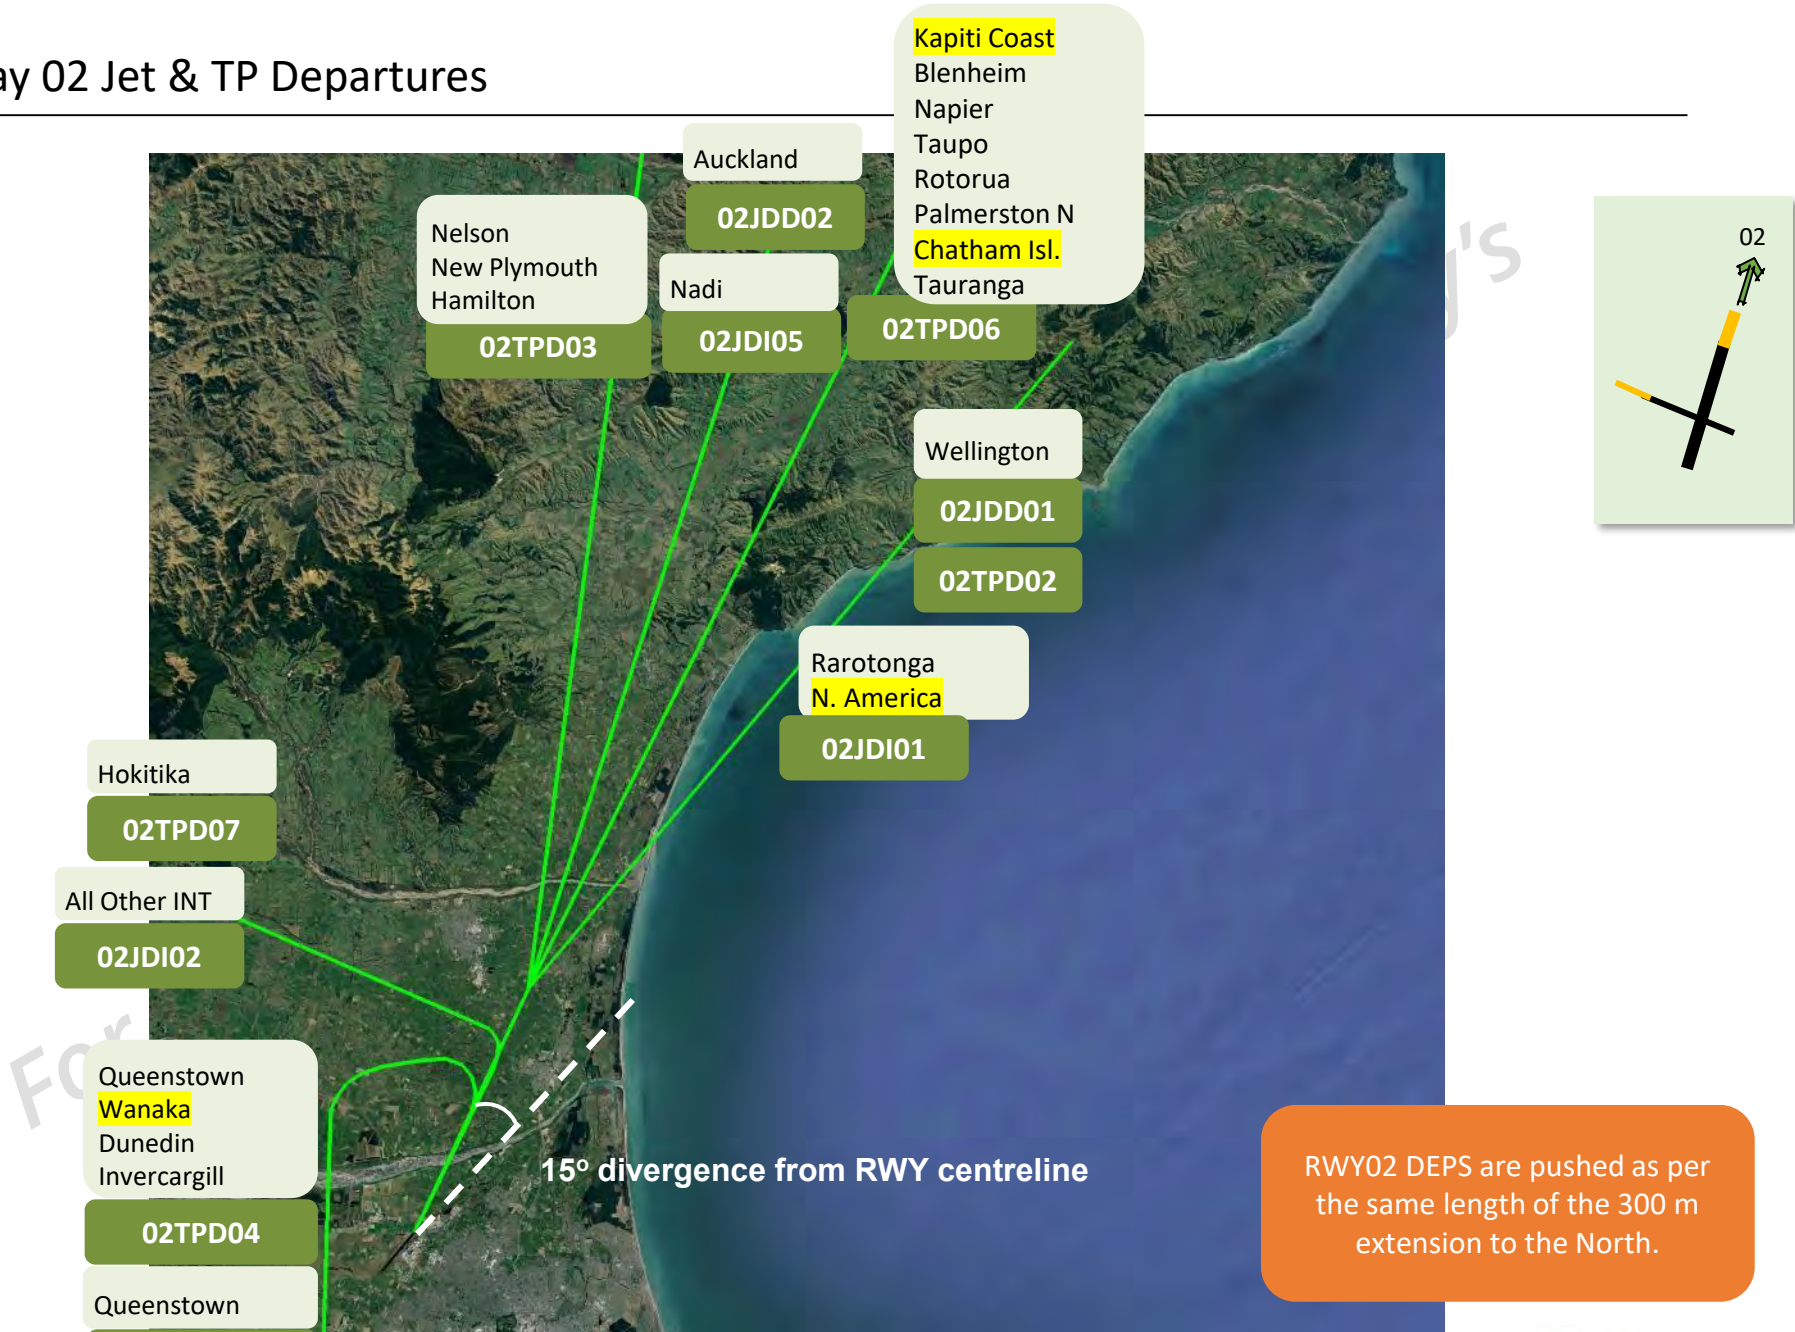 ay 02 Jet & TP Departures
Kapiti Coast
Blenheim
Napier
Taupo
Rotorua
Palmerston N
Chatham Isl.
Tauranga
02TPD06
Auckland
02JDD02
Nelson
New Plymouth
Hamilton
02TPD03
Nadi
02JDI05
02
Wellington
02JDD01
02TPD02
Rarotonga
N. America
02JDI01
Hokitika
02TPD07
All Other INT
02JDI02
For
y's
Queenstown
Wanaka
Dunedin
Invercargill
02TPD04
Queenstown
15º divergence from RWY centreline
RWY02 DEPS are pushed as per
the same length of the 300 m
extension to the North.